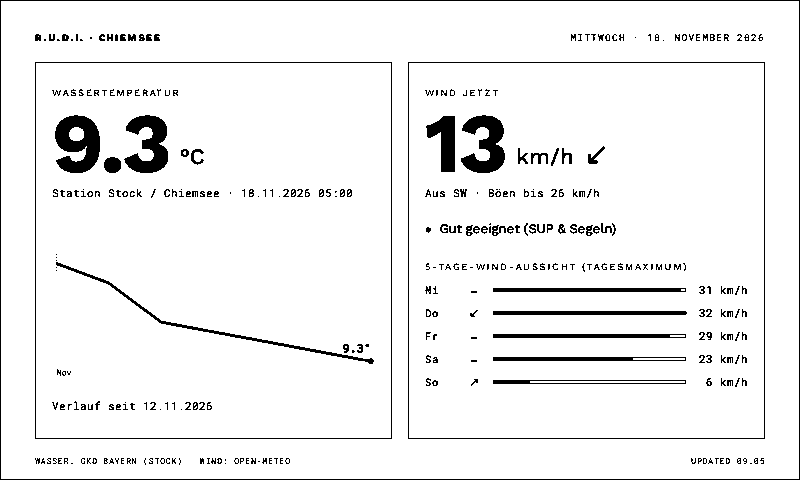 R.U.D.I. · CHIEMSEE
MITTWOCH · 18. NOVEMBER 2026
WASSERTEMPERATUR
9.3 °C
Station Stock / Chiemsee · 18.11.2026 05:00
9.3°
Nov
Verlauf seit 12.11.2026
WIND JETZT
13 km/h ↙
Aus SW · Böen bis 26 km/h
• Gut geeignet (SUP & Segeln)
5-TAGE-WIND-AUSSICHT (TAGESMAXIMUM)
Mi – 31 km/h
Do ↙ 32 km/h
Fr – 29 km/h
Sa – 23 km/h
So ↗ 6 km/h
WASSER: GKD BAYERN (STOCK) WIND: OPEN-METEO
UPDATED 09:05